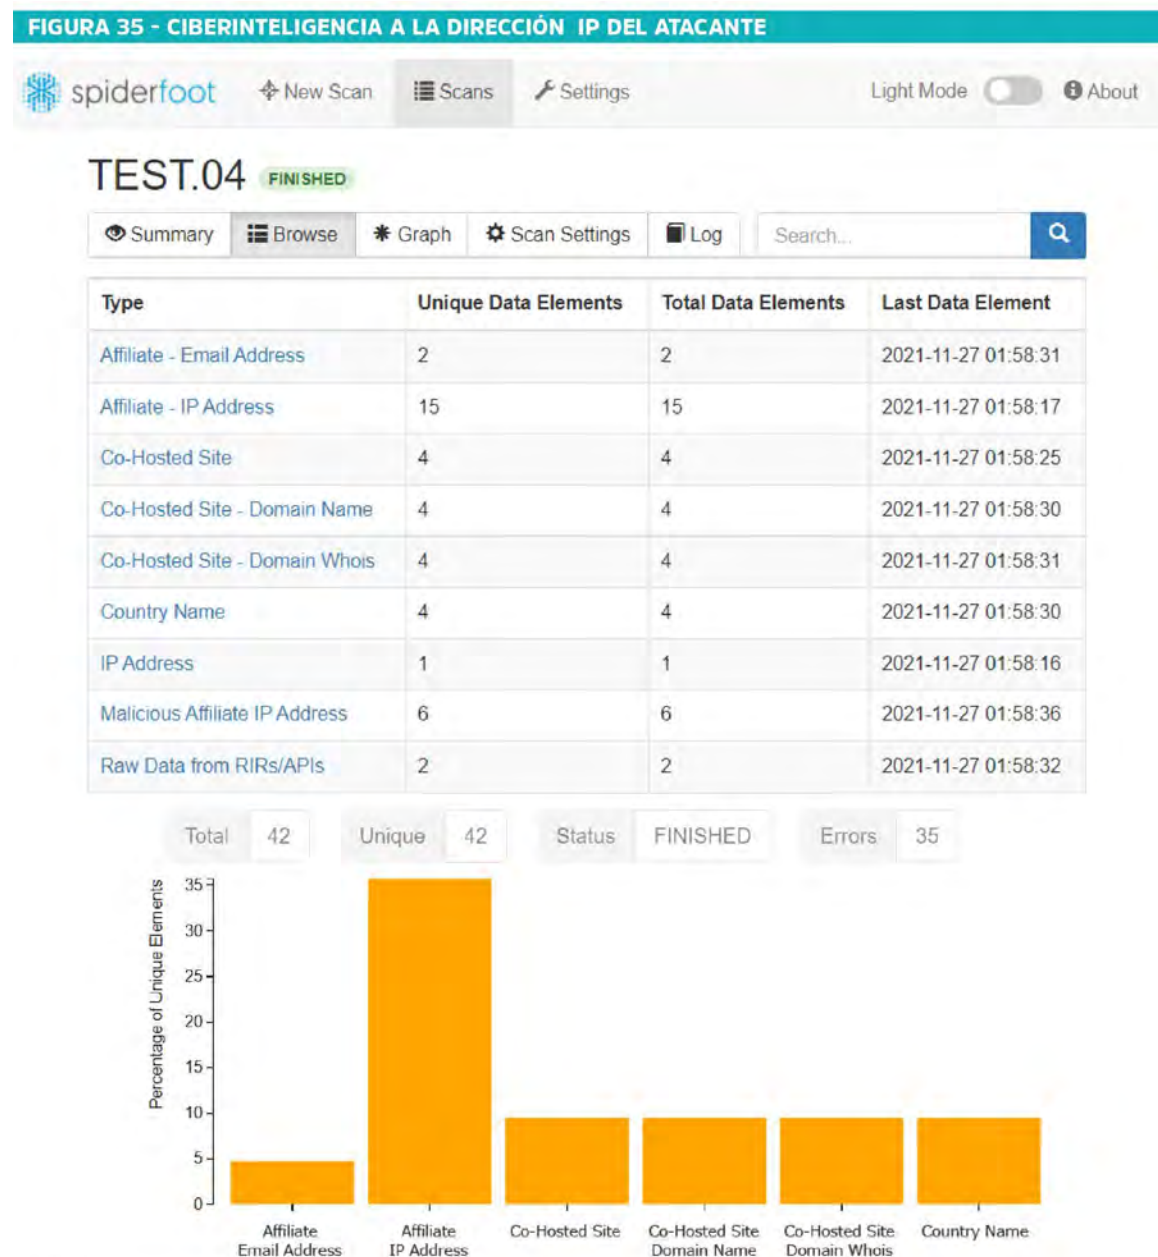 FIGURA 35 - CIBERINTELIGENCIA A LA DIRECCIÓN IP DEL ATACANTE
spiderfoot New Scan Scans Settings Light Mode About
TEST.04 FINISHED
Summary Browse Graph Scan Settings Log Search...
Type Unique Data Elements Total Data Elements Last Data Element
Affiliate - Email Address 2 2 2021-11-27 01:58:31
Affiliate - IP Address 15 15 2021-11-27 01:58:17
Co-Hosted Site 4 4 2021-11-27 01:58:25
Co-Hosted Site - Domain Name 4 4 2021-11-27 01:58:30
Co-Hosted Site - Domain Whois 4 4 2021-11-27 01:58:31
Country Name 4 4 2021-11-27 01:58:30
IP Address 1 1 2021-11-27 01:58:16
Malicious Affiliate IP Address 6 6 2021-11-27 01:58:36
Raw Data from RIRs/APIs 2 2 2021-11-27 01:58:32
Total 42 Unique 42 Status FINISHED Errors 35
Percentage of Unique Elements
35
30
25
20
15
10
5
0
Affiliate Affiliate Co-Hosted Site Co-Hosted Site Co-Hosted Site Country Name
Email Address IP Address Domain Name Domain Whois